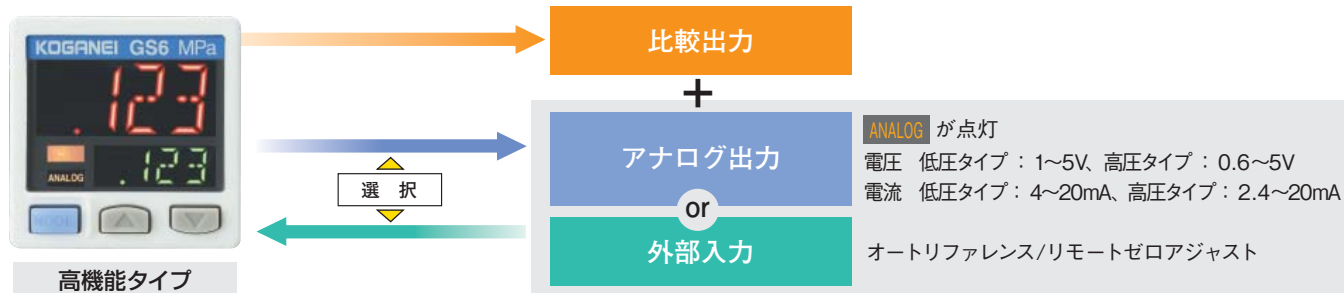 KOGANEI GS6 MPa
.123
.123
ANALOG
MODE
高機能タイプ
選 択
比較出力
+
アナログ出力
or
外部入力
ANALOG が点灯
電圧 低圧タイプ : 1~5V、高圧タイプ : 0.6~5V
電流 低圧タイプ : 4~20mA、高圧タイプ : 2.4~20mA
オートリファレンス/リモートゼロアジャスト